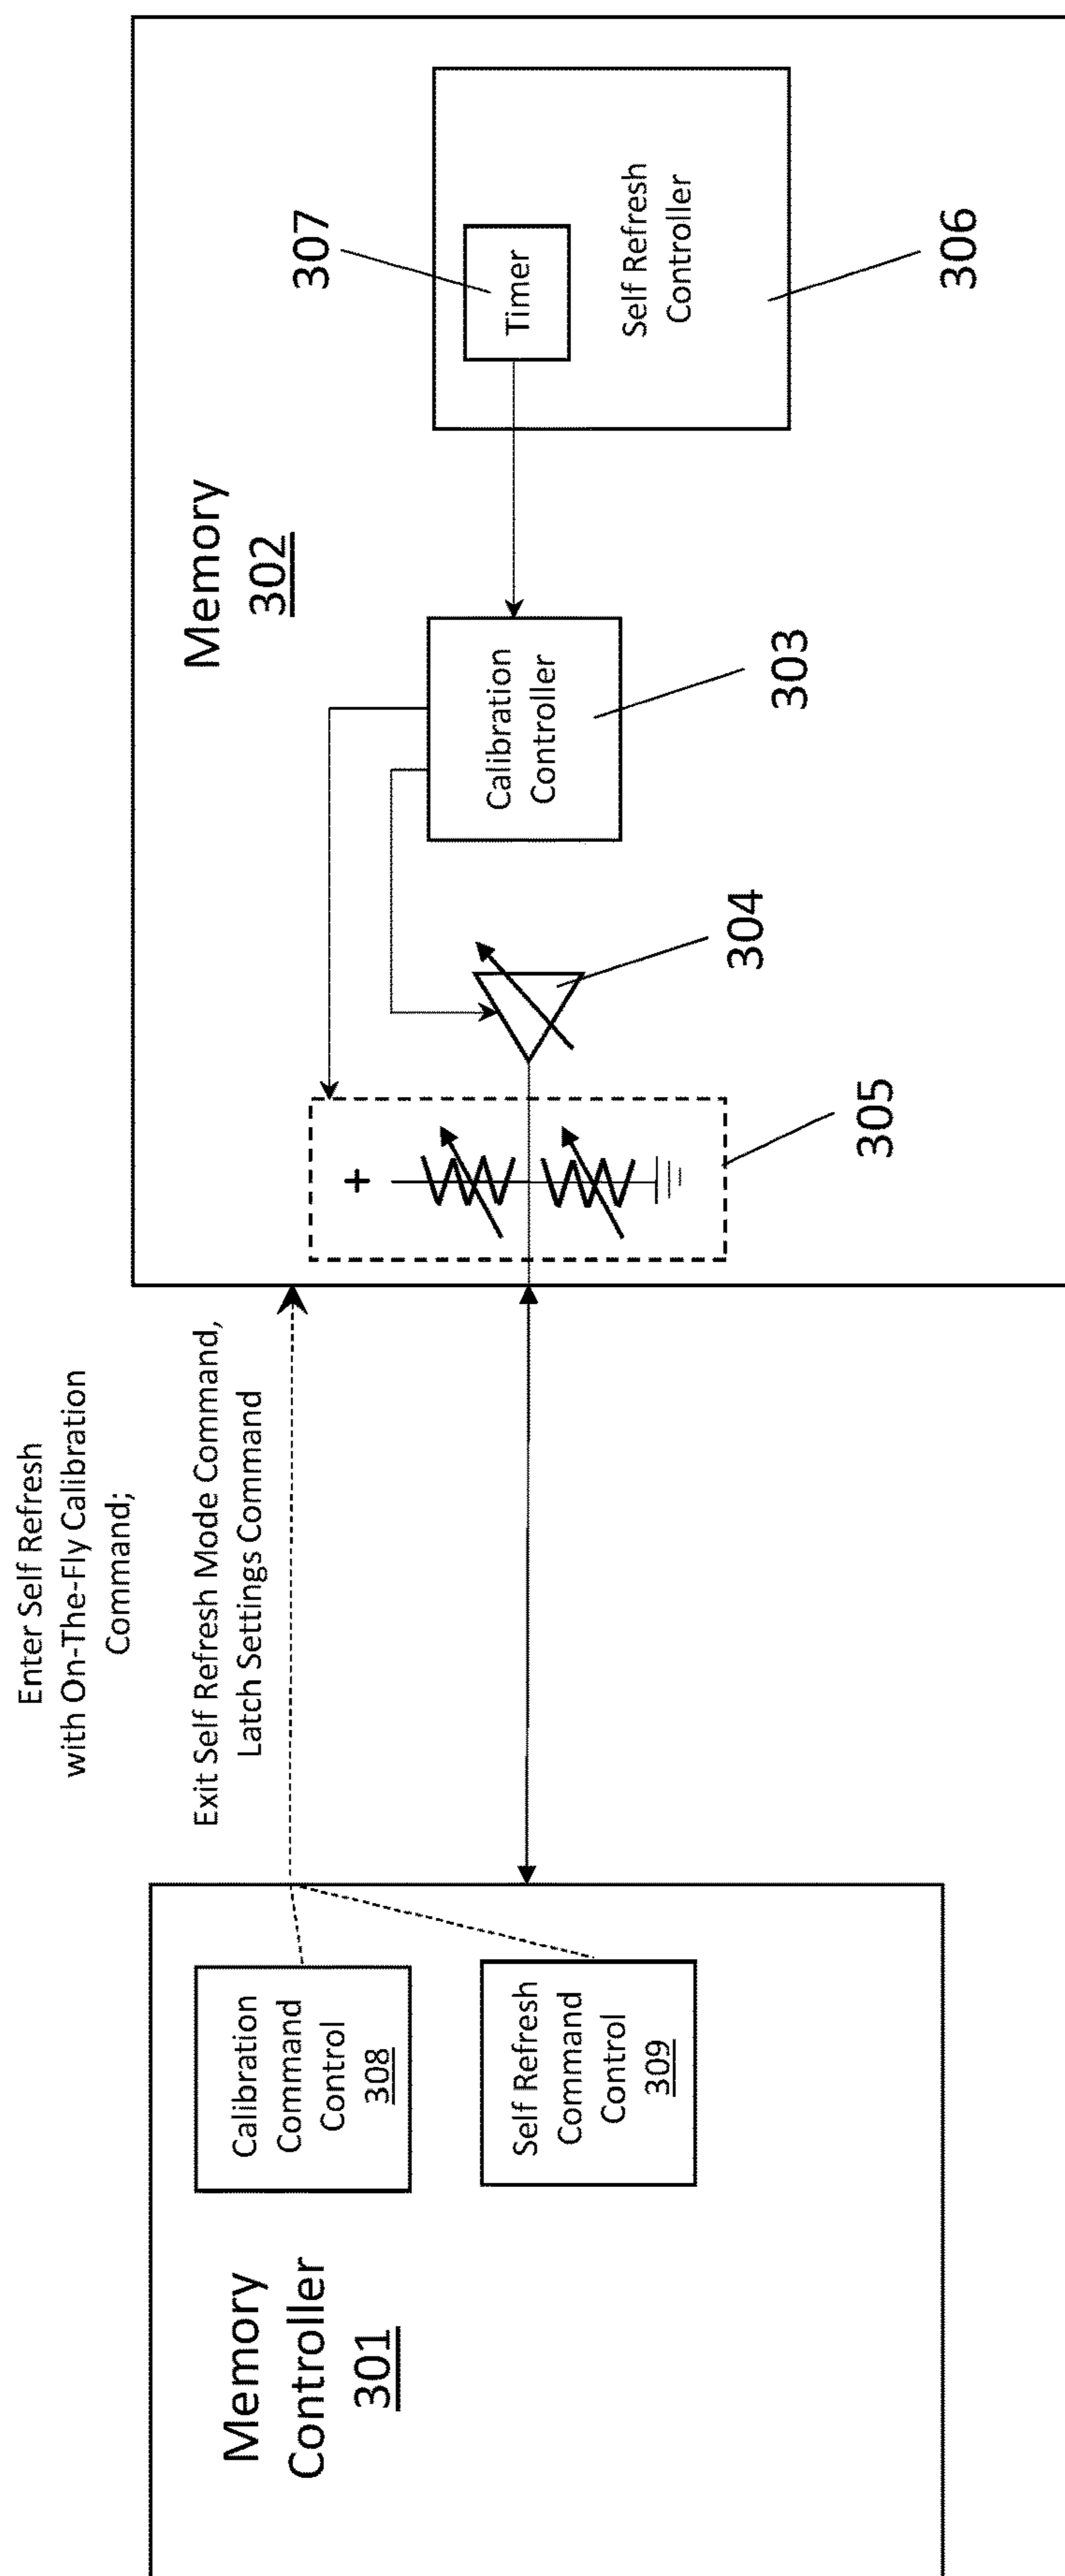 Enter Self Refresh
with On-The-Fly Calibration
Command;
Exit Self Refresh Mode Command,
Latch Settings Command
Memory
Controller
301
Calibration
Command
Control
308
Self Refresh
Command
Control
309
Memory
302
+
305
304
Calibration
Controller
303
307
Timer
Self Refresh
Controller
306